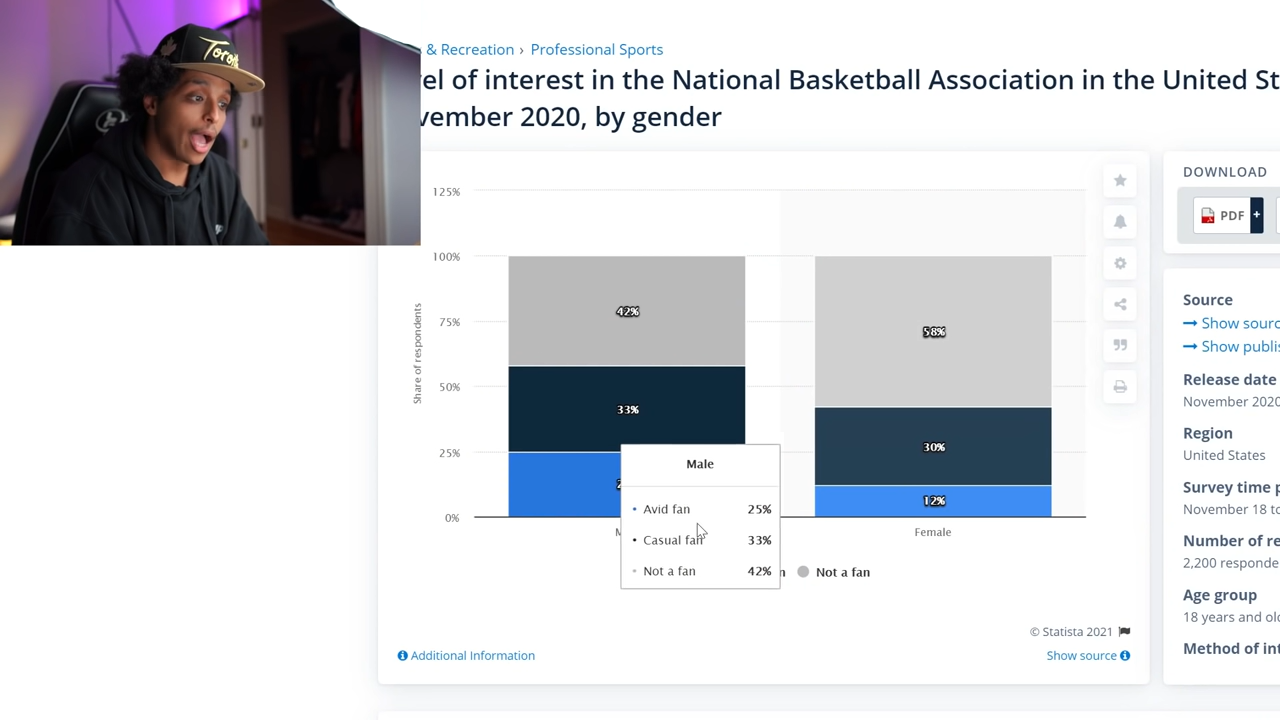 Toron
& Recreation › Professional Sports
el of interest in the National Basketball Association in the United St
vember 2020, by gender
DOWNLOAD
PDF +
125%
100%
75%
50%
25%
0%
Share of respondents
42%
33%
58%
30%
12%
Male
Avid fan 25%
Casual fan 33%
Not a fan 42%
Female
Not a fan
© Statista 2021
Additional Information
Show source
Source
Show sourc
Show publis
Release date
November 2020
Region
United States
Survey time p
November 18 to
Number of re
2,200 responde
Age group
18 years and old
Method of int